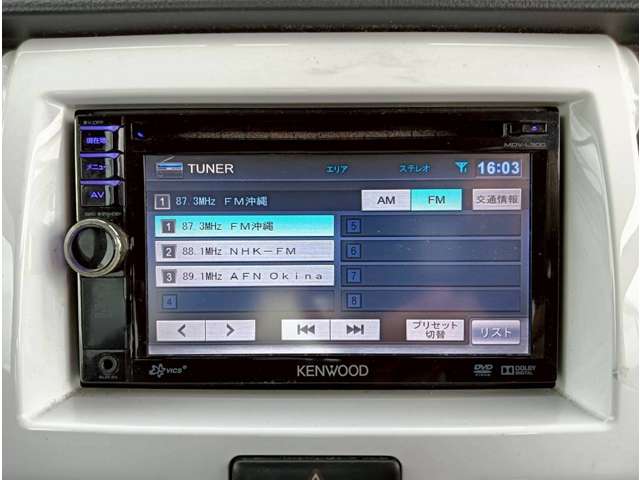 MDV-L300
現在地
メニュー
AV
TUNER
エリア
ステレオ
16:03
1 87.3MHz FM沖縄
AM
FM
交通情報
1 87.3MHz FM沖縄
5
2 88.1MHz NHK-FM
6
3 89.1MHz AFN Okina
7
4
8
プリセット
切替
リスト
VICS
KENWOOD
DVD
DOLBY
DIGITAL